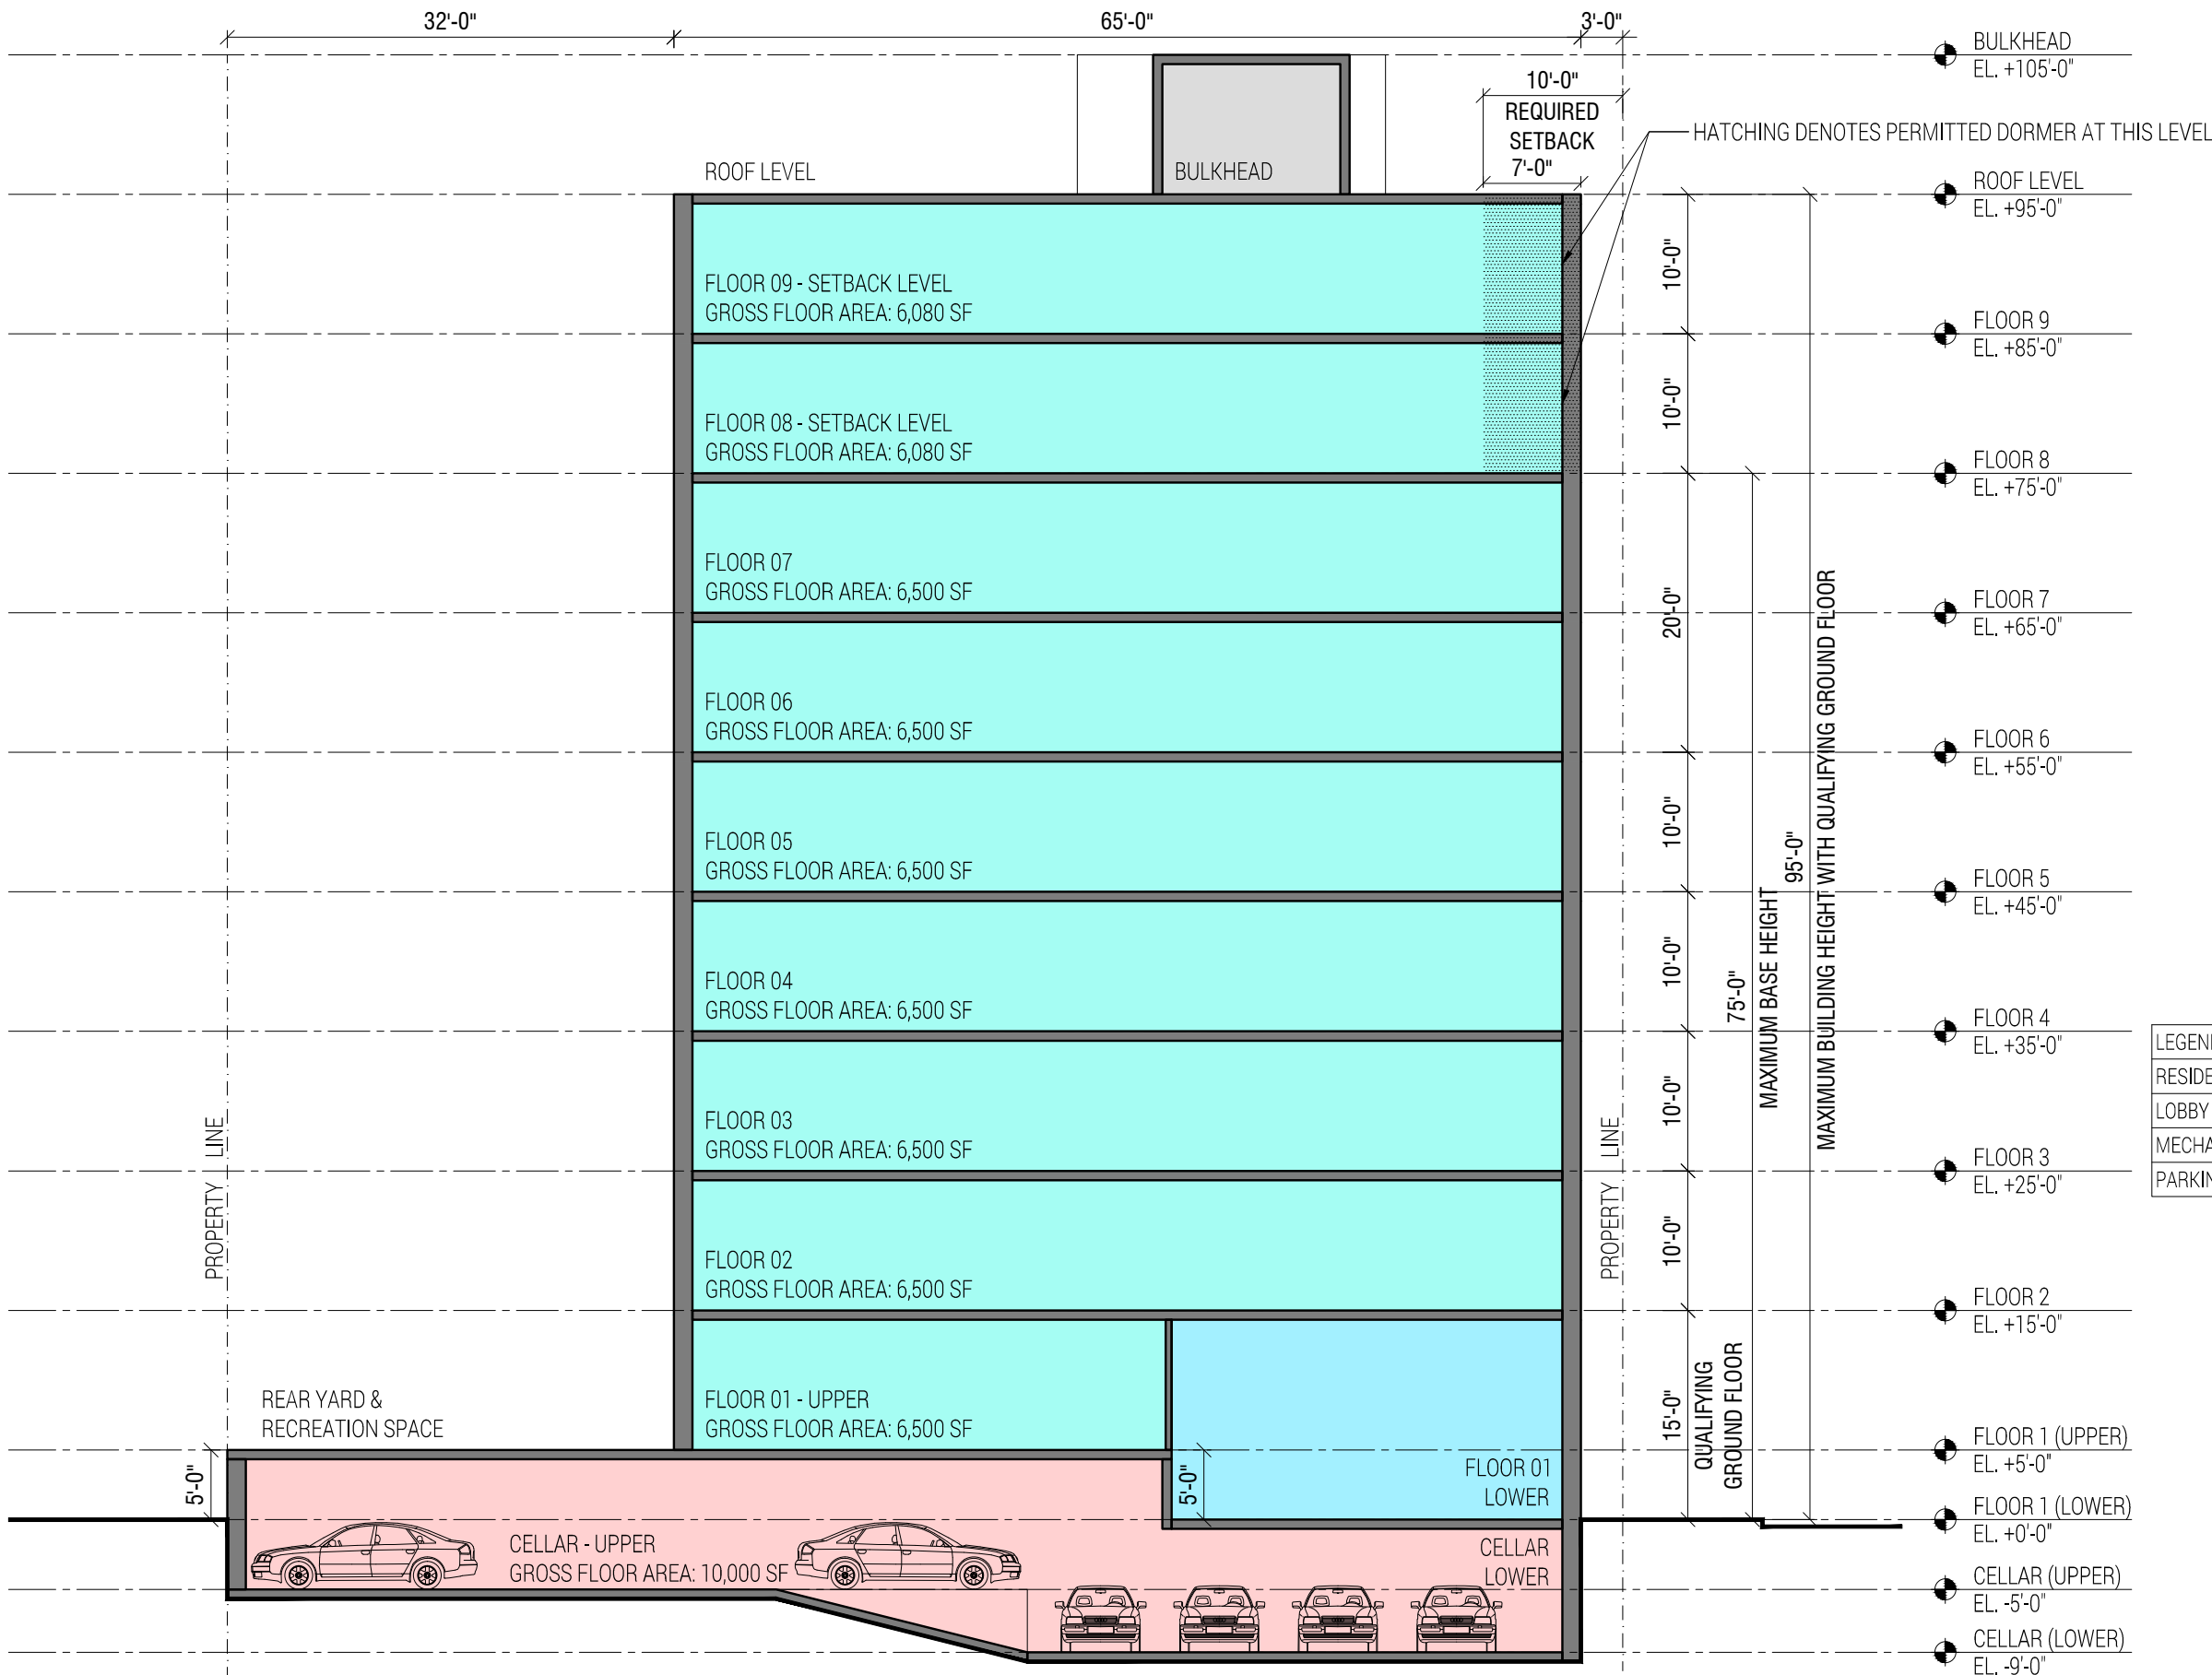 32'-0"
65'-0"
3'-0"
BULKHEAD
EL. +105'-0"
10'-0"
REQUIRED
SETBACK
7'-0"
HATCHING DENOTES PERMITTED DORMER AT THIS LEVEL
ROOF LEVEL
BULKHEAD
ROOF LEVEL
EL. +95'-0"
FLOOR 09 - SETBACK LEVEL
GROSS FLOOR AREA: 6,080 SF
10'-0"
FLOOR 9
EL. +85'-0"
FLOOR 08 - SETBACK LEVEL
GROSS FLOOR AREA: 6,080 SF
10'-0"
FLOOR 8
EL. +75'-0"
FLOOR 07
GROSS FLOOR AREA: 6,500 SF
20'-0"
FLOOR 7
EL. +65'-0"
FLOOR 06
GROSS FLOOR AREA: 6,500 SF
FLOOR 6
EL. +55'-0"
FLOOR 05
GROSS FLOOR AREA: 6,500 SF
10'-0"
FLOOR 5
EL. +45'-0"
FLOOR 04
GROSS FLOOR AREA: 6,500 SF
10'-0"
75'-0"
MAXIMUM BASE HEIGHT
95'-0"
MAXIMUM BUILDING HEIGHT WITH QUALIFYING GROUND FLOOR
FLOOR 4
EL. +35'-0"
FLOOR 03
GROSS FLOOR AREA: 6,500 SF
10'-0"
FLOOR 3
EL. +25'-0"
PROPERTY LINE
PROPERTY LINE
FLOOR 02
GROSS FLOOR AREA: 6,500 SF
10'-0"
FLOOR 2
EL. +15'-0"
REAR YARD &
RECREATION SPACE
FLOOR 01 - UPPER
GROSS FLOOR AREA: 6,500 SF
15'-0"
QUALIFYING
GROUND FLOOR
FLOOR 1 (UPPER)
EL. +5'-0"
5'-0"
5'-0"
FLOOR 01
LOWER
FLOOR 1 (LOWER)
EL. +0'-0"
CELLAR - UPPER
GROSS FLOOR AREA: 10,000 SF
CELLAR
LOWER
CELLAR (UPPER)
EL. -5'-0"
CELLAR (LOWER)
EL. -9'-0"
LOBBY